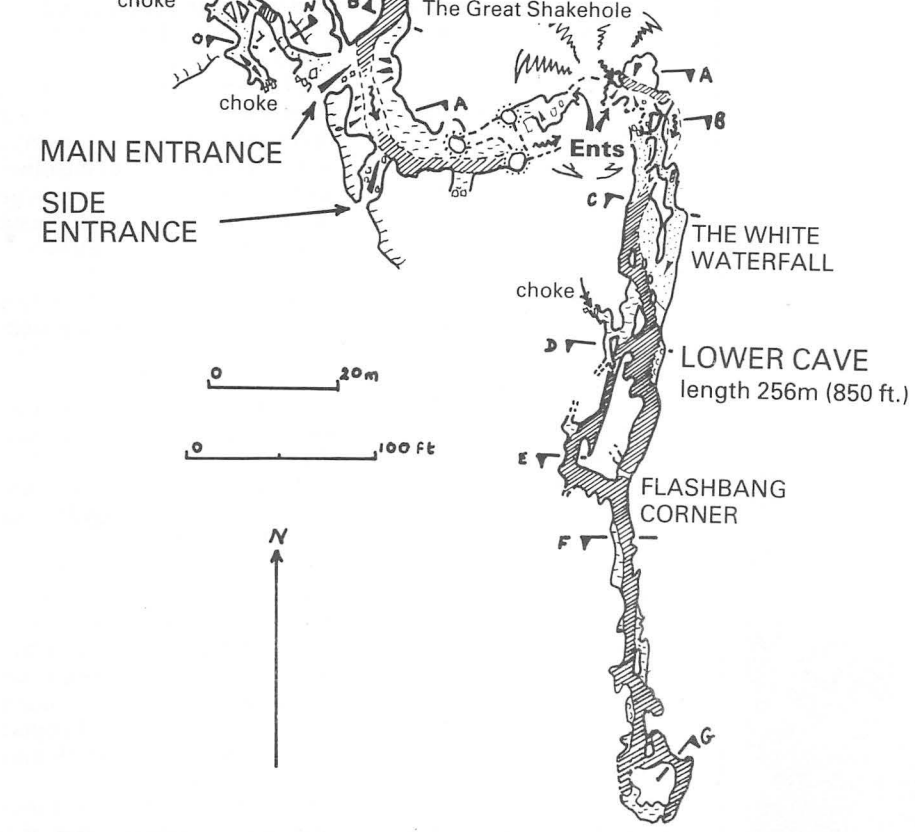 choke
N
B
The Great Shakehole
C
choke
A
A
B
MAIN ENTRANCE
Ents
SIDE
ENTRANCE
C
THE WHITE
WATERFALL
choke
D
LOWER CAVE
length 256m (850 ft.)
0 20m
0 100 ft
E
FLASHBANG
CORNER
N
F
G